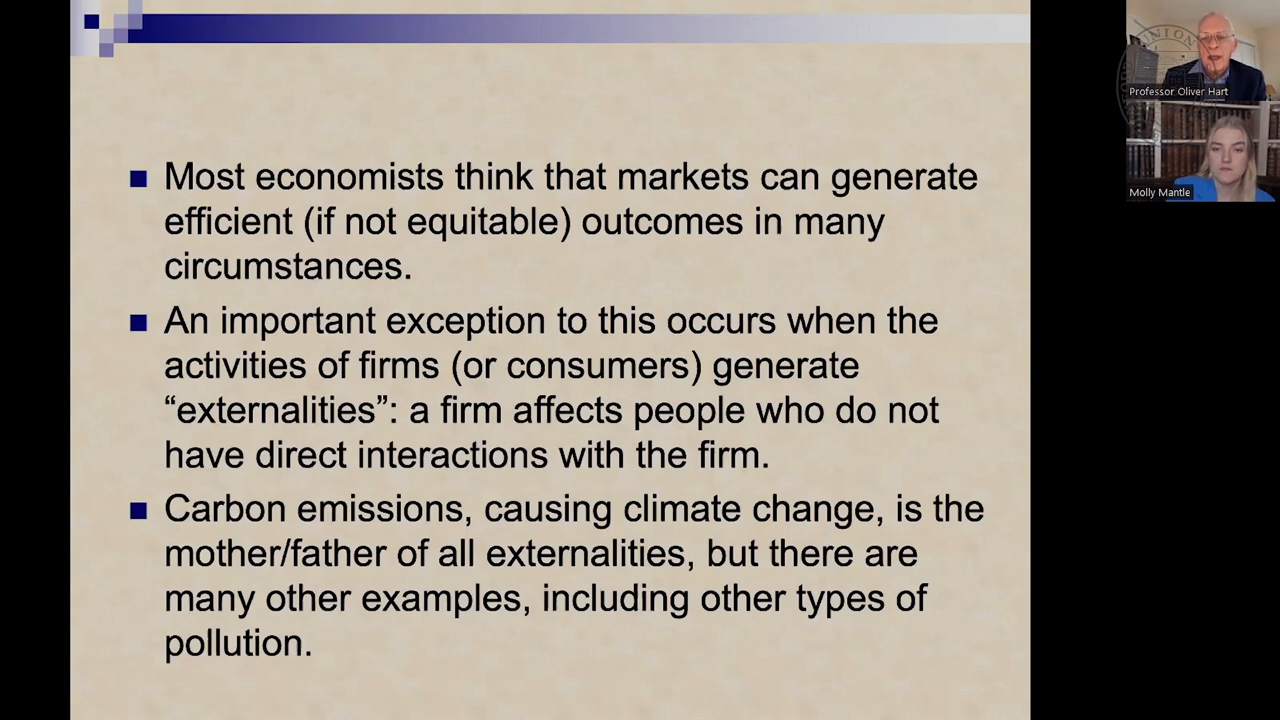 Most economists think that markets can generate
efficient (if not equitable) outcomes in many
circumstances.
An important exception to this occurs when the
activities of firms (or consumers) generate
“externalities”: a firm affects people who do not
have direct interactions with the firm.
Carbon emissions, causing climate change, is the
mother/father of all externalities, but there are
many other examples, including other types of
pollution.
Professor Oliver Hart
Molly Mantle